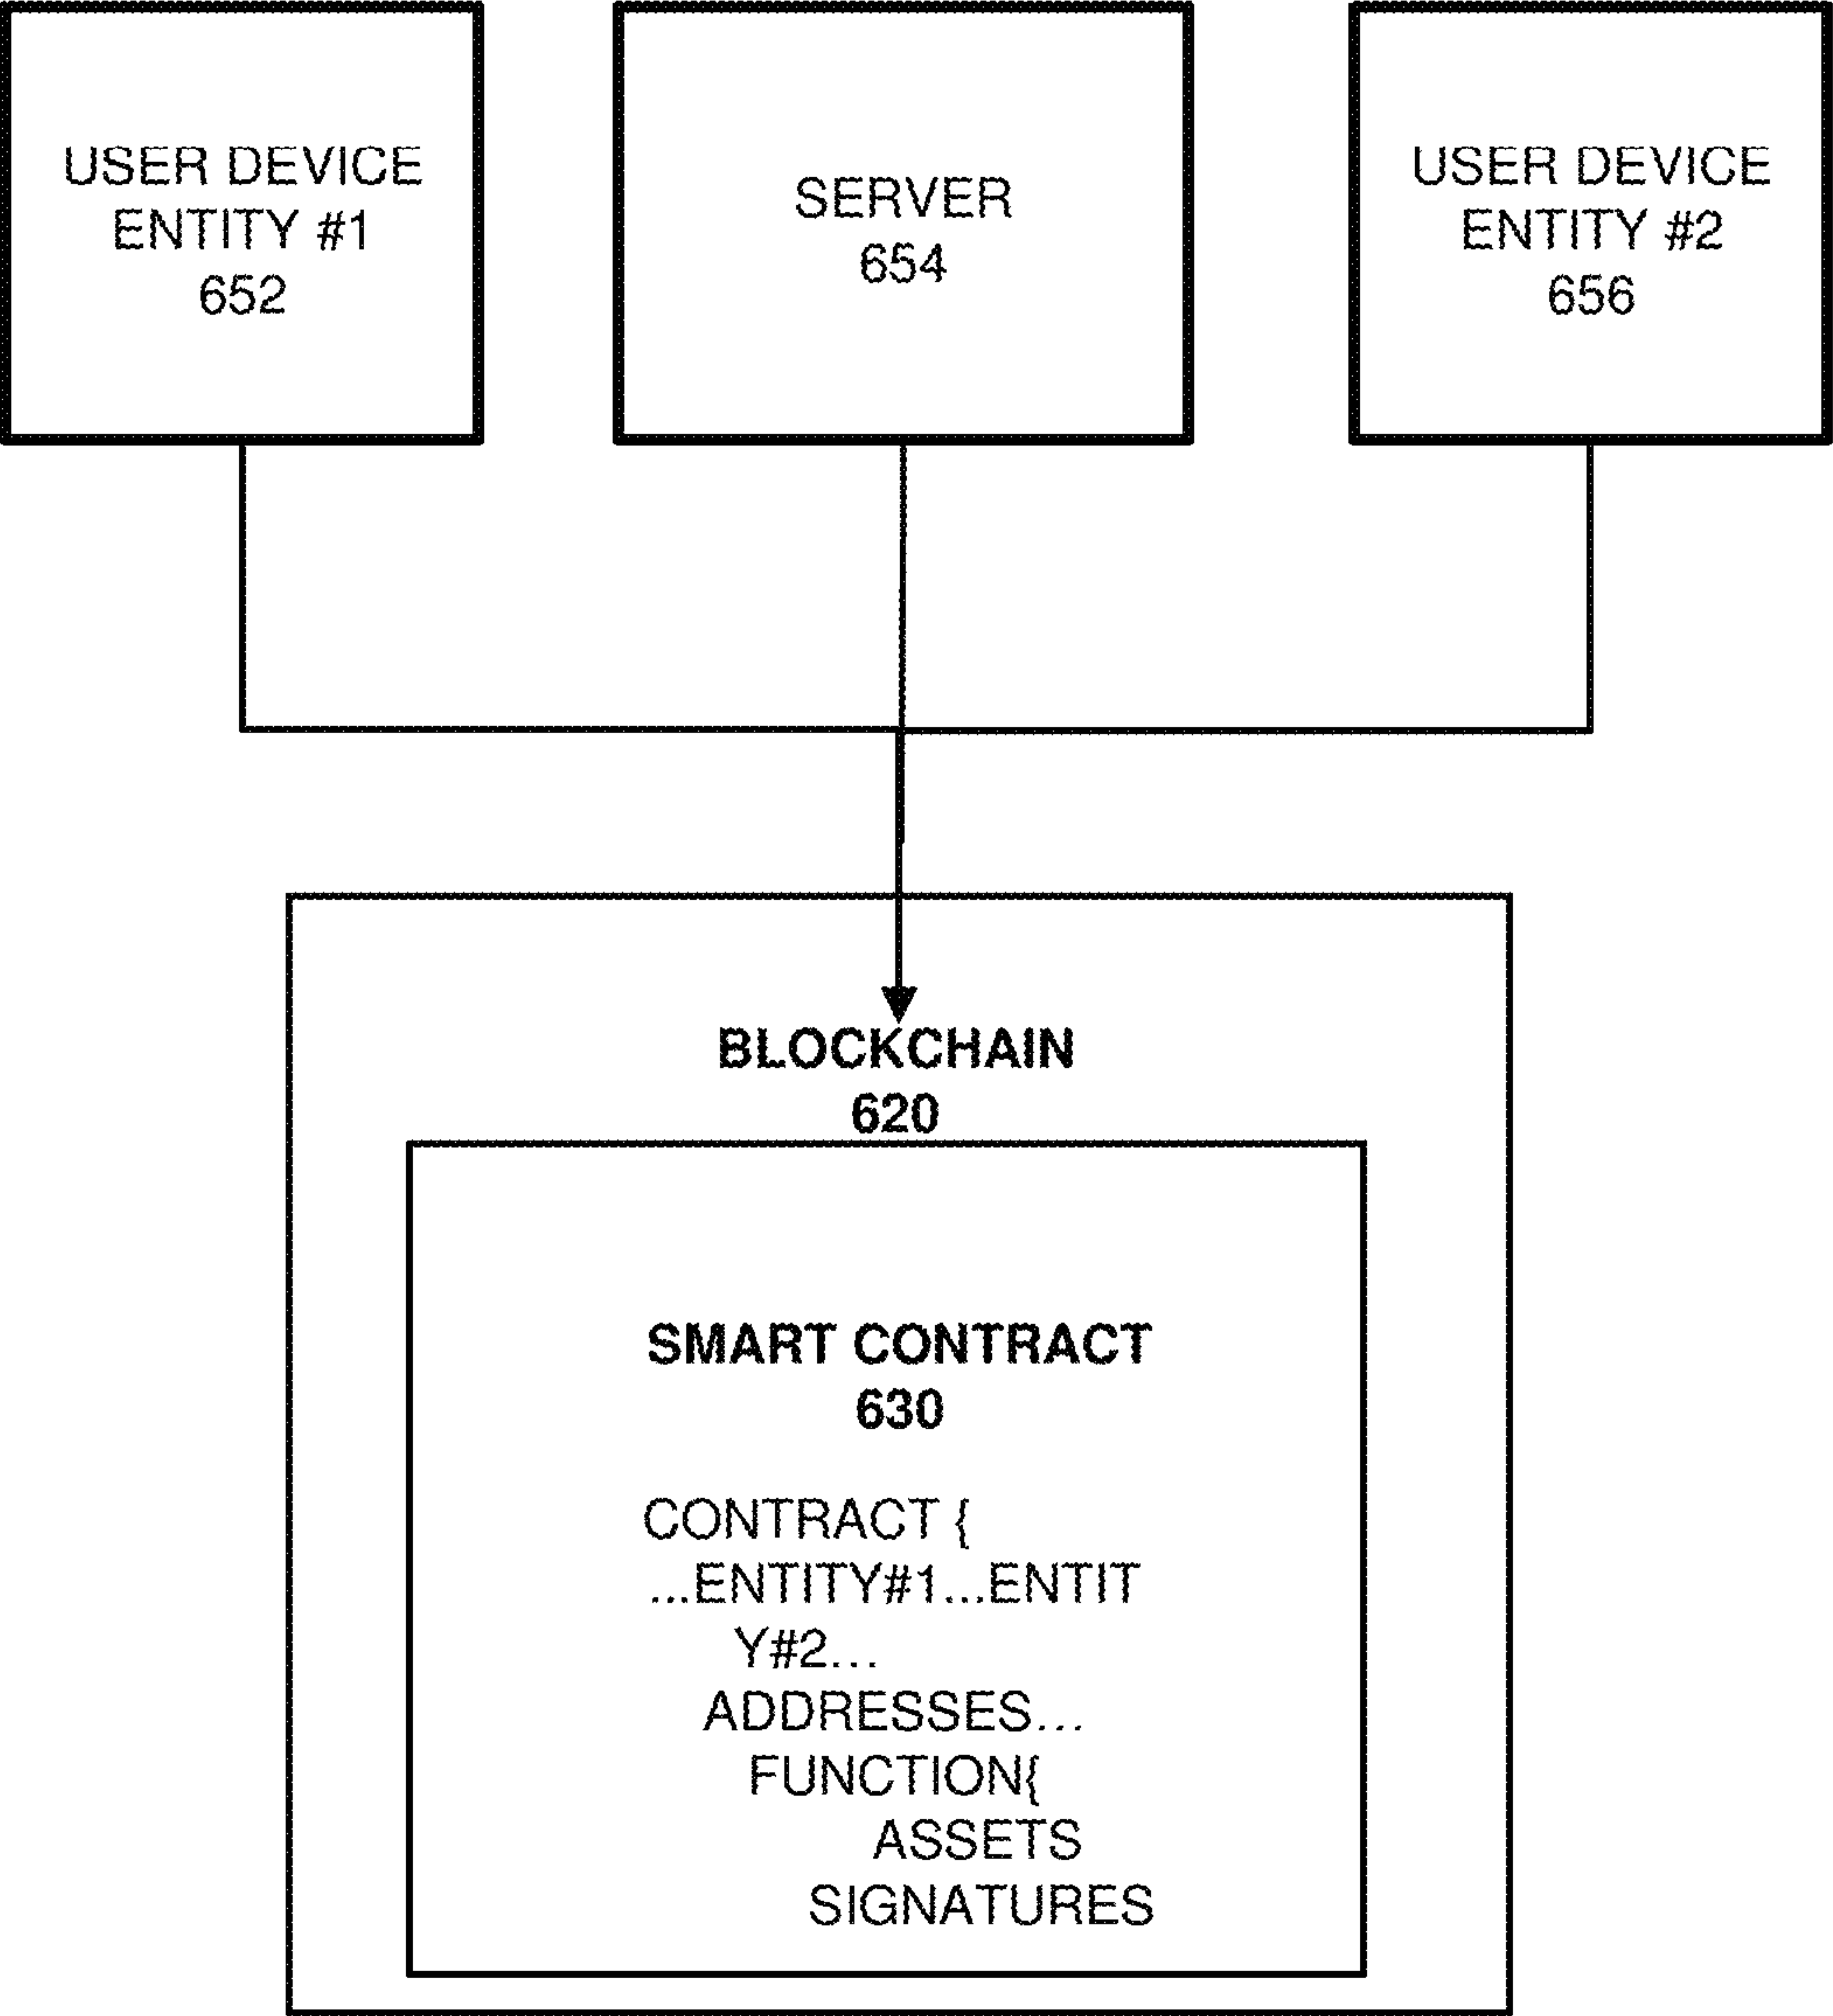 USER DEVICE
ENTITY #1
652
SERVER
654
USER DEVICE
ENTITY #2
656
BLOCKCHAIN
620
SMART CONTRACT
630
CONTRACT {
...ENTITY#1...ENTIT
Y#2...
ADDRESSES...
FUNCTION{
ASSETS
SIGNATURES